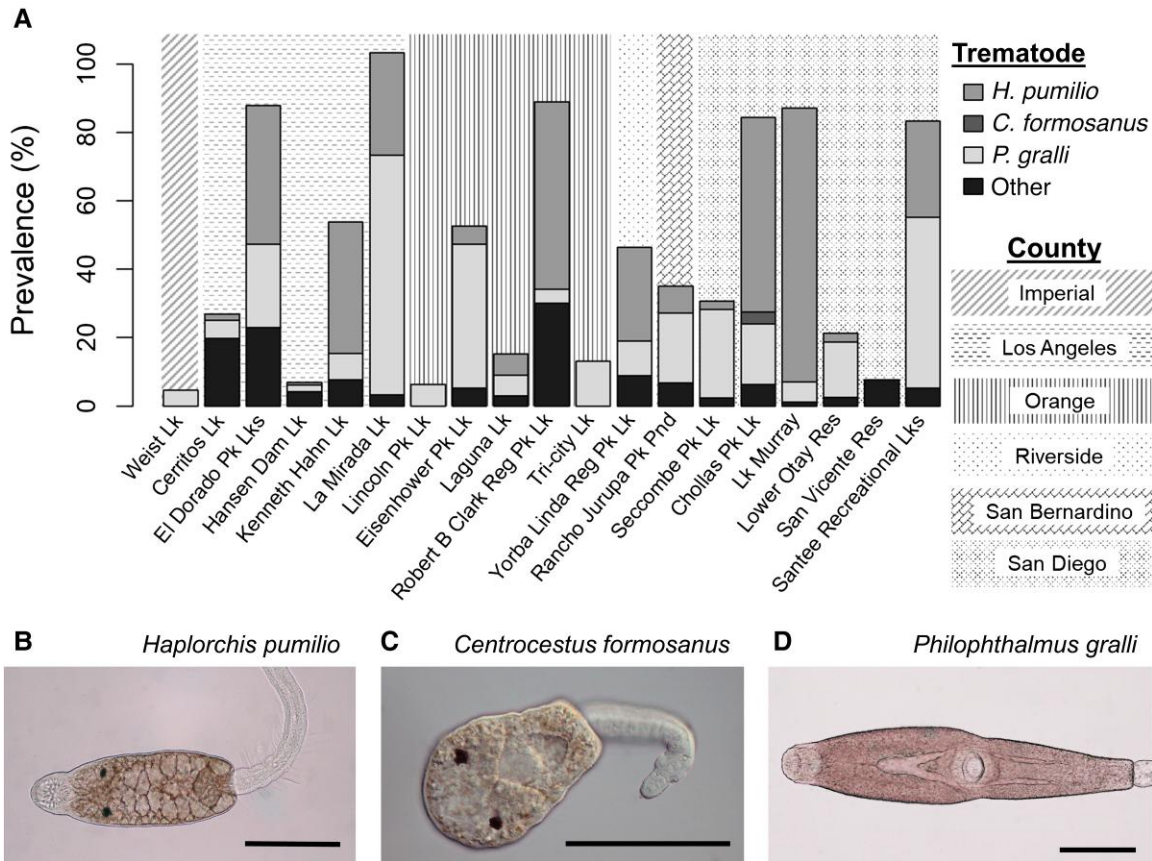 A
Prevalence (%)
100
80
60
40
20
0
Weist Lk
Cerritos Lk
El Dorado Pk Lks
Hansen Dam Lk
Kenneth Hahn Lk
La Mirada Lk
Lincoln Pk Lk
Eisenhower Pk Lk
Laguna Lk
Robert B Clark Reg Pk Lk
Tri-city Lk
Yorba Linda Reg Pk Lk
Rancho Jurupa Pk Pnd
Seccombe Pk Lk
Chollas Pk Lk
Lk Murray
Lower Otay Res
San Vicente Res
Santee Recreational Lks
Trematode
H. pumilio
C. formosanus
P. gralli
Other
County
Imperial
Los Angeles
Orange
Riverside
San Bernardino
San Diego
B Haplorchis pumilio
C Centrocestus formosanus
D Philophthalmus gralli